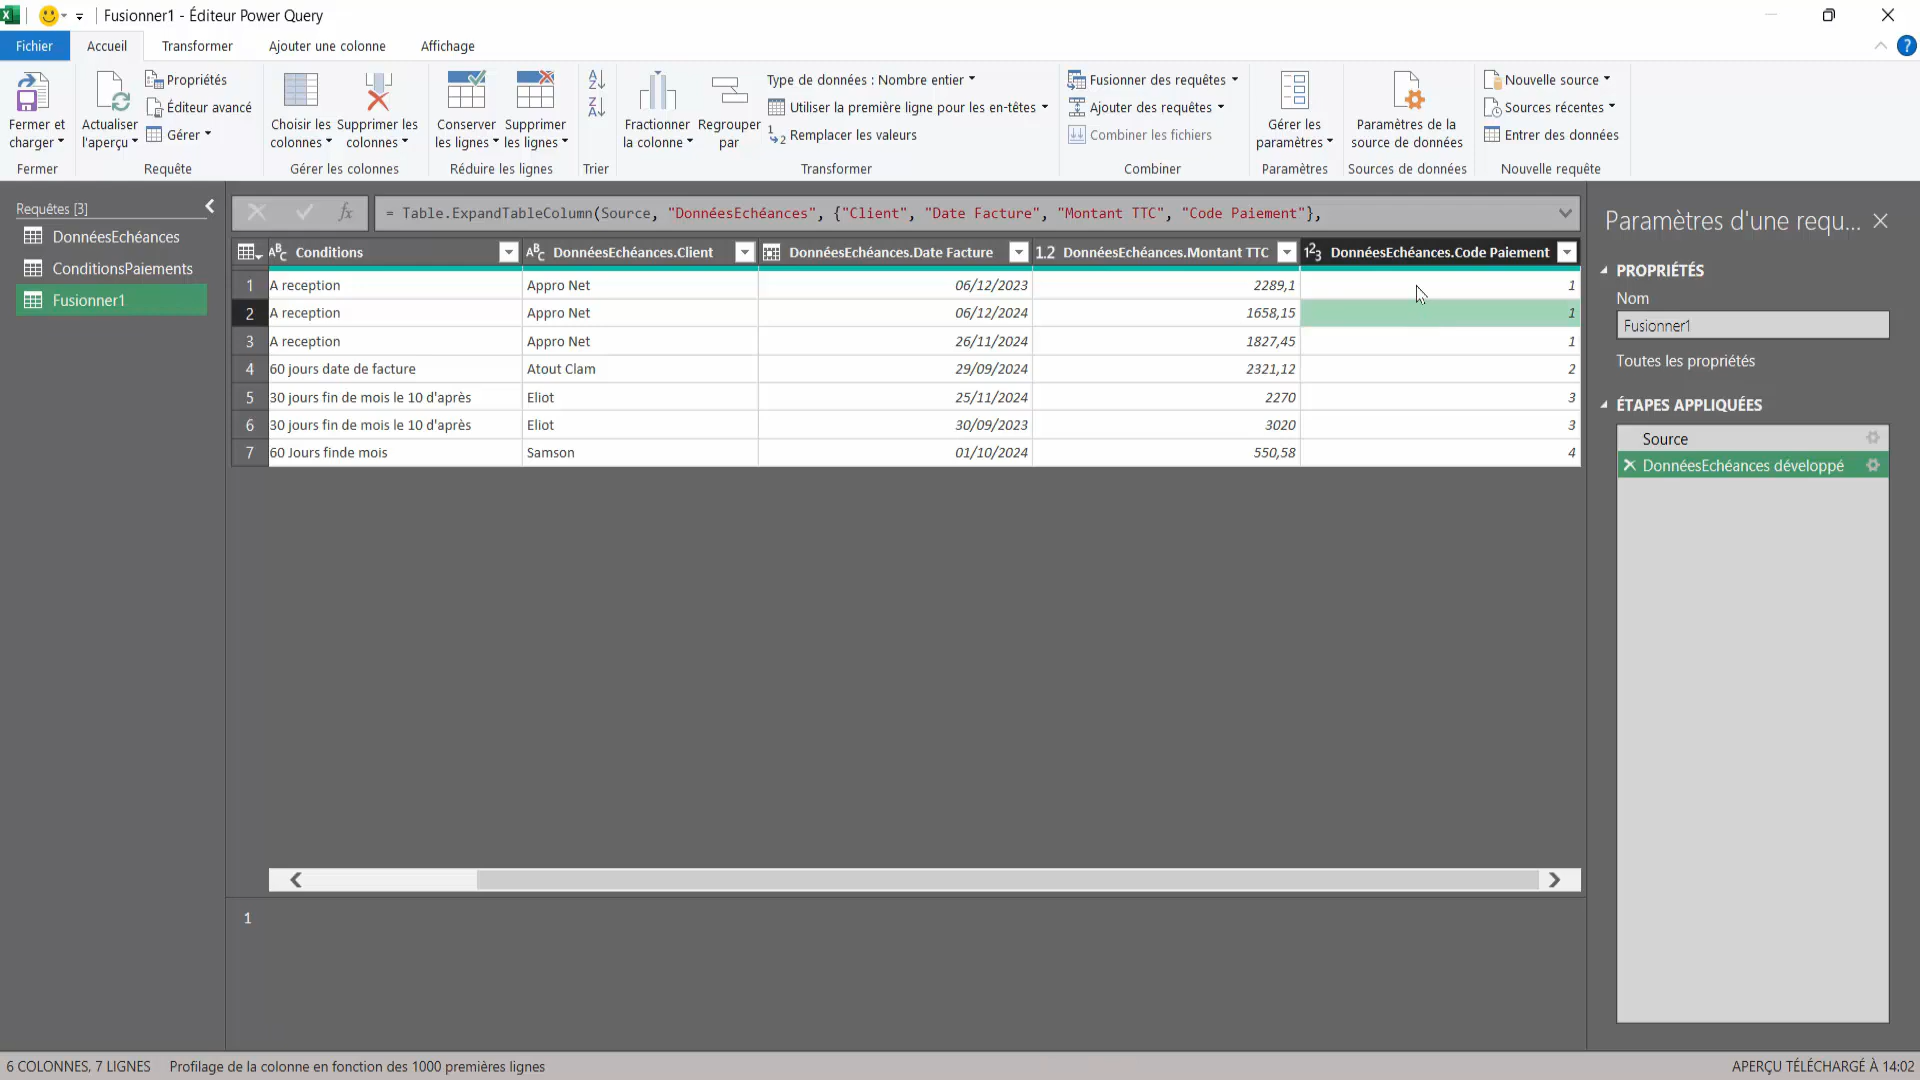 Fusionner1 - Éditeur Power Query
Fichier Accueil Transformer Ajouter une colonne Affichage
Fermer et charger
Fermer
Actualiser l'aperçu
Propriétés
Éditeur avancé
Gérer
Requête
Choisir les colonnes
Supprimer les colonnes
Gérer les colonnes
Conserver les lignes
Supprimer les lignes
Réduire les lignes
Trier
Fractionner la colonne
Regrouper par
Type de données : Nombre entier
Utiliser la première ligne pour les en-têtes
Remplacer les valeurs
Transformer
Fusionner des requêtes
Ajouter des requêtes
Combiner les fichiers
Combiner
Gérer les paramètres
Paramètres
Paramètres de la source de données
Sources de données
Nouvelle source
Sources récentes
Entrer des données
Nouvelle requête
Requêtes [3]
DonnéesEchéances
ConditionsPaiements
Fusionner1
fx = Table.ExpandTableColumn(Source, "DonnéesEchéances", {"Client", "Date Facture", "Montant TTC", "Code Paiement"},
ABC Conditions ABC DonnéesEchéances.Client DonnéesEchéances.Date Facture 1.2 DonnéesEchéances.Montant TTC 123 DonnéesEchéances.Code Paiement
1 A reception Appro Net 06/12/2023 2289,1 1
2 A reception Appro Net 06/12/2024 1658,15 1
3 A reception Appro Net 26/11/2024 1827,45 1
4 60 jours date de facture Atout Clam 29/09/2024 2321,12 2
5 30 jours fin de mois le 10 d'après Eliot 25/11/2024 2270 3
6 30 jours fin de mois le 10 d'après Eliot 30/09/2023 3020 3
7 60 Jours finde mois Samson 01/10/2024 550,58 4
1
Paramètres d'une requ...
PROPRIÉTÉS
Nom
Fusionner1
Toutes les propriétés
ÉTAPES APPLIQUÉES
Source
DonnéesEchéances développé
6 COLONNES, 7 LIGNES Profilage de la colonne en fonction des 1000 premières lignes APERÇU TÉLÉCHARGÉ À 14:02